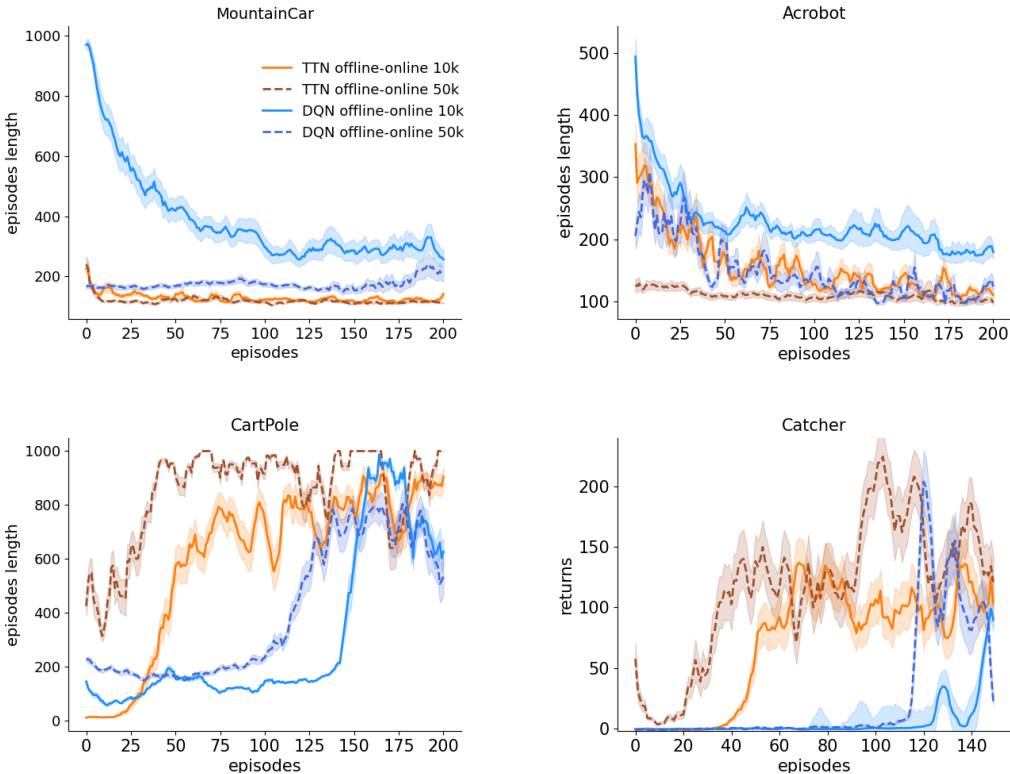 MountainCar
1000
800
600
400
200
0 25 50 75 100 125 150 175 200
episodes
episodes length
TTN offline-online 10k
TTN offline-online 50k
DQN offline-online 10k
DQN offline-online 50k
Acrobot
500
400
300
200
100
0 25 50 75 100 125 150 175 200
episodes
episodes length
CartPole
1000
800
600
400
200
0
0 25 50 75 100 125 150 175 200
episodes
episodes length
Catcher
200
150
100
50
0
0 20 40 60 80 100 120 140
episodes
returns